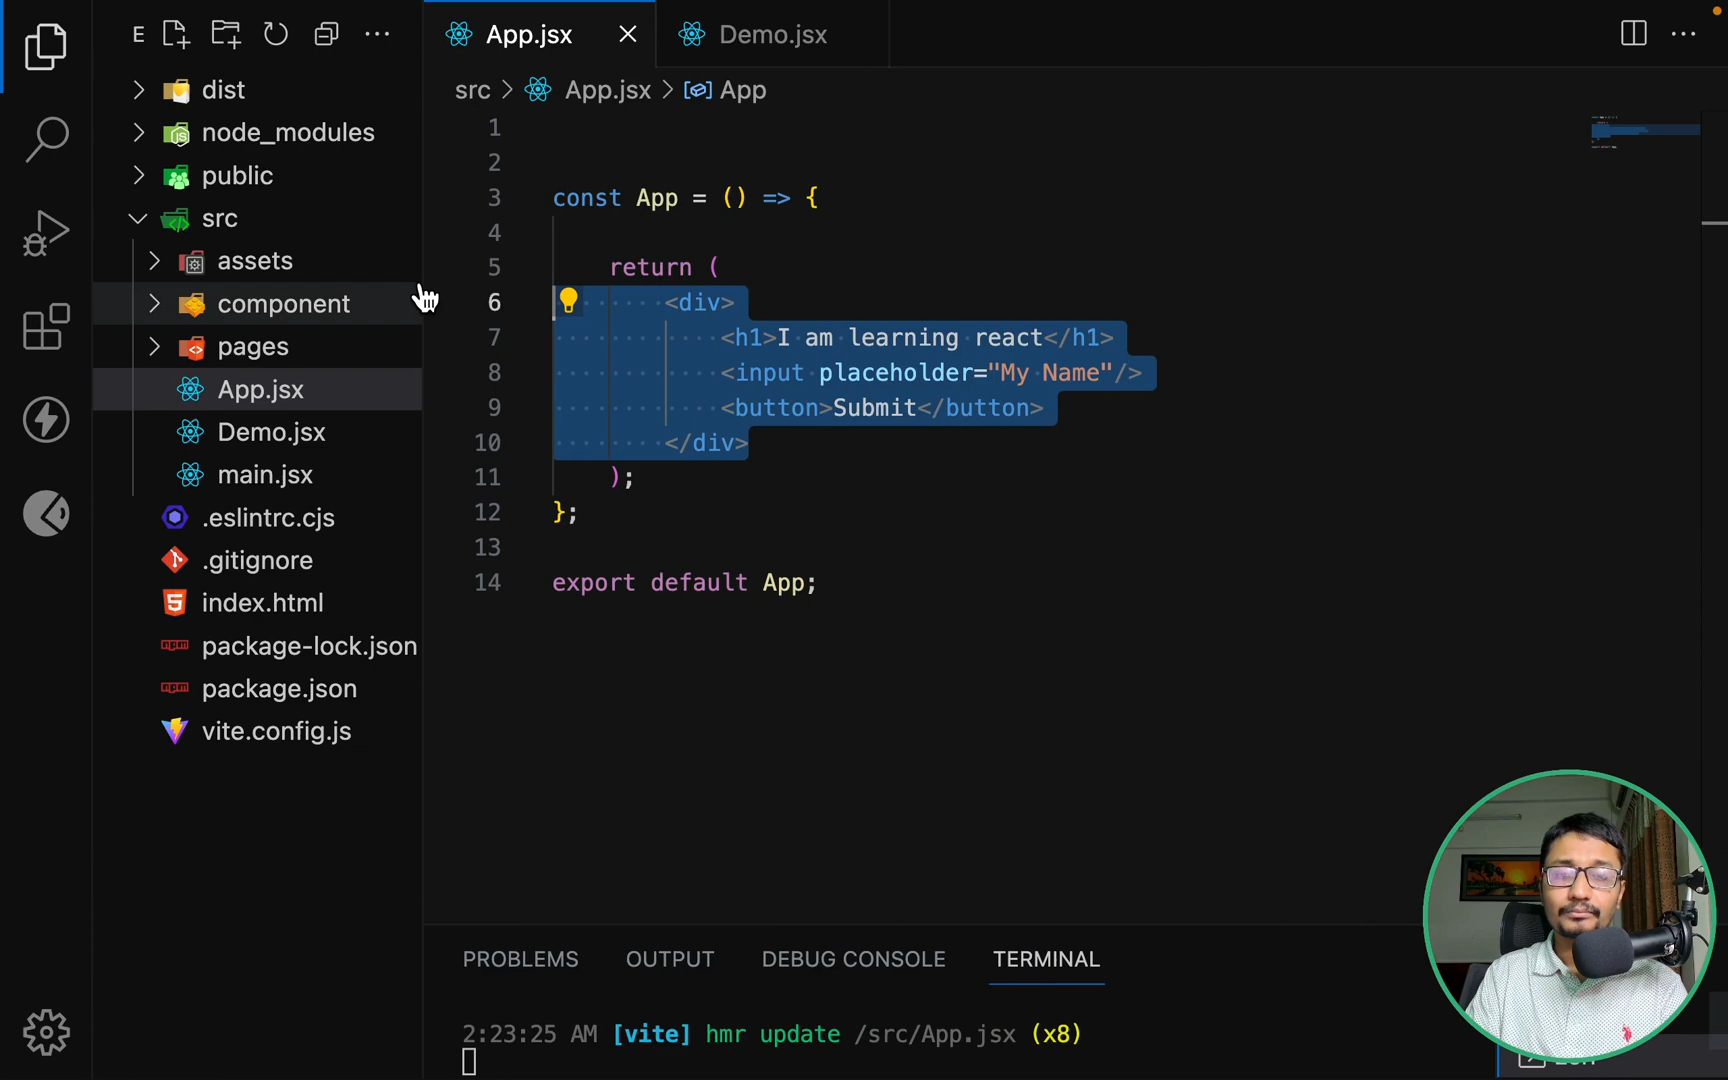 E
dist
node_modules
public
src
assets
component
pages
App.jsx
Demo.jsx
main.jsx
.eslintrc.cjs
.gitignore
index.html
package-lock.json
package.json
vite.config.js
App.jsx
Demo.jsx
src > App.jsx > App
1
2
3 const App = () => {
4
5 return (
6 <div>
7 <h1>I am learning react</h1>
8 <input placeholder="My Name"/>
9 <button>Submit</button>
10 </div>
11 );
12 };
13
14 export default App;
PROBLEMS OUTPUT DEBUG CONSOLE TERMINAL
2:23:25 AM [vite] hmr update /src/App.jsx (x8)